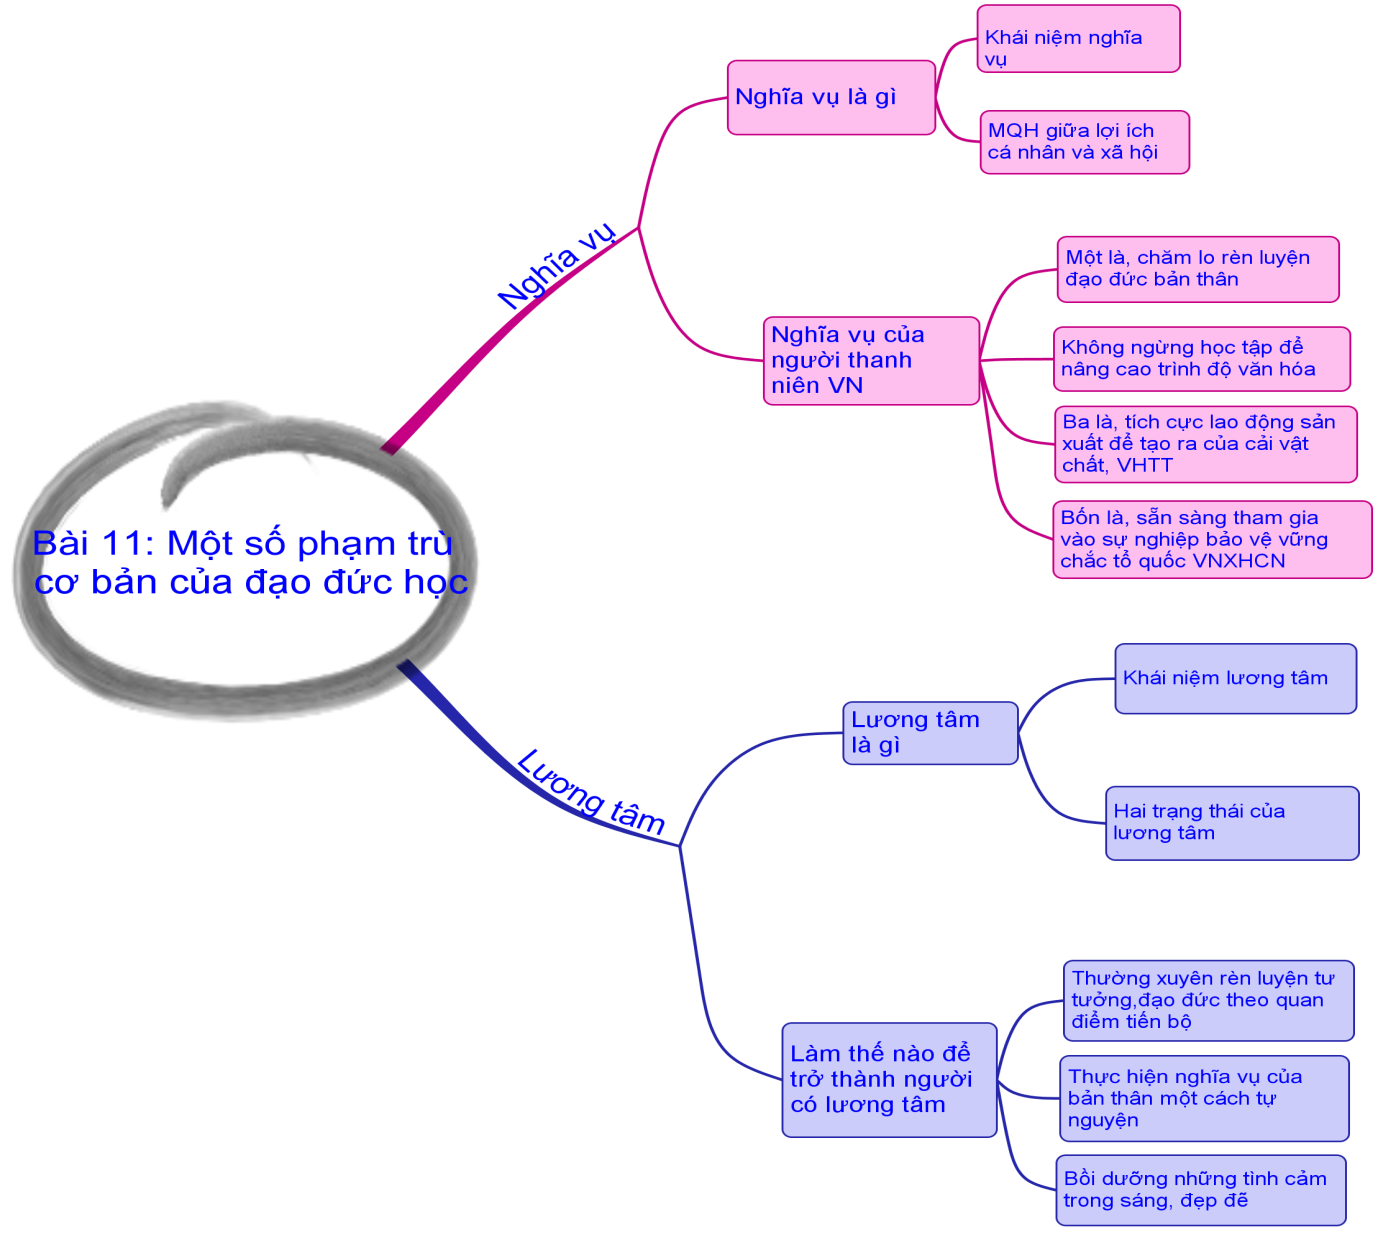 Bài 11: Một số phạm trù
cơ bản của đạo đức học
Nghĩa vụ
Nghĩa vụ là gì
Khái niệm nghĩa
vụ
MQH giữa lợi ích
cá nhân và xã hội
Nghĩa vụ của
người thanh
niên VN
Một là, chăm lo rèn luyện
đạo đức bản thân
Không ngừng học tập để
nâng cao trình độ văn hóa
Ba là, tích cực lao động sản
xuất để tạo ra của cải vật
chất, VHTT
Bốn là, sẵn sàng tham gia
vào sự nghiệp bảo vệ vững
chắc tổ quốc VNXHCN
Lương tâm
Lương tâm
là gì
Khái niệm lương tâm
Hai trạng thái của
lương tâm
Làm thế nào để
trở thành người
có lương tâm
Thường xuyên rèn luyện tư
tưởng,đạo đức theo quan
điểm tiến bộ
Thực hiện nghĩa vụ của
bản thân một cách tự
nguyện
Bồi dưỡng những tình cảm
trong sáng, đẹp đẽ